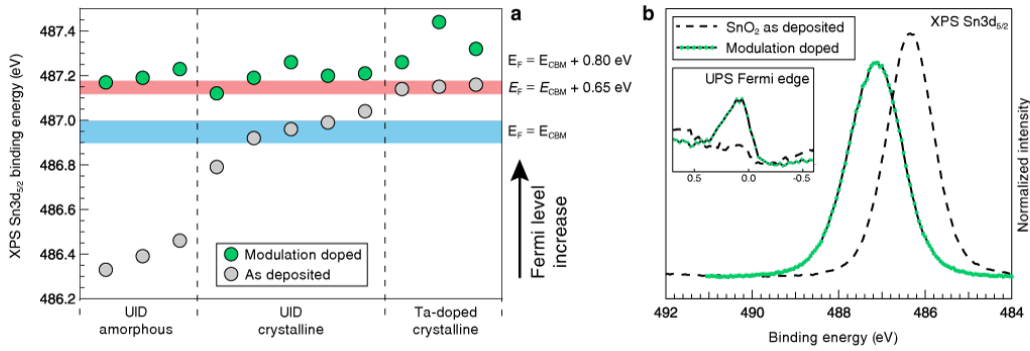 a
XPS Sn3d5/2 binding energy (eV)
487.4
487.2
487.0
486.8
486.6
486.4
486.2
EF = ECBM + 0.80 eV
EF = ECBM + 0.65 eV
EF = ECBM
Fermi level
increase
Modulation doped
As deposited
UID
amorphous
UID
crystalline
Ta-doped
crystalline
b
XPS Sn3d5/2
SnO2 as deposited
Modulation doped
UPS Fermi edge
0.5
0.0
-0.5
Normalized intensity
492
490
488
486
484
Binding energy (eV)